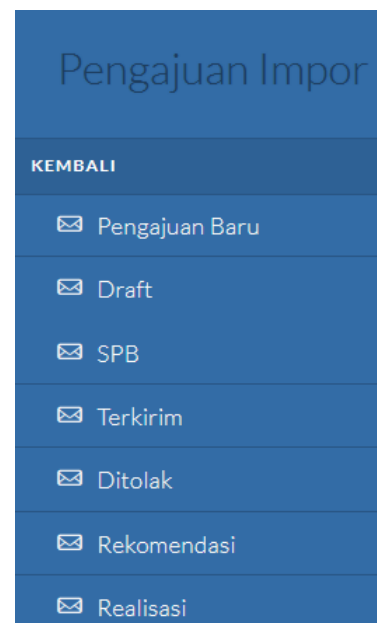 Pengajuan Impor
KEMBALI
Pengajuan Baru
Draft
SPB
Terkirim
Ditolak
Rekomendasi
Realisasi